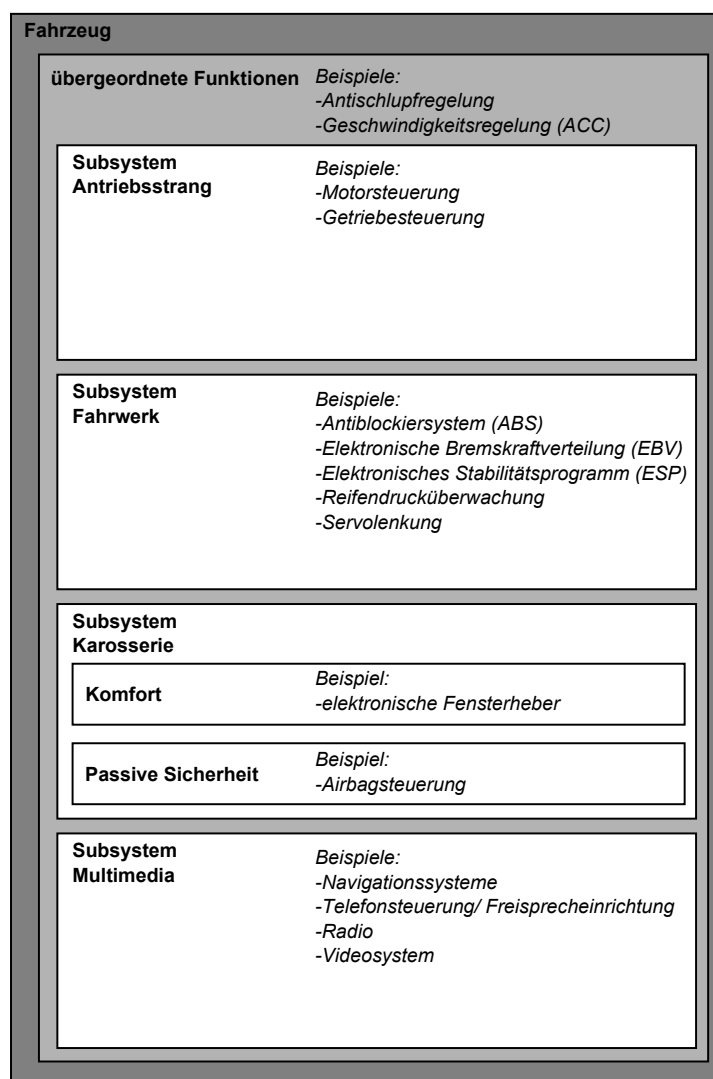 Fahrzeug
übergeordnete Funktionen
Beispiele:
-Antischlupfregelung
-Geschwindigkeitsregelung (ACC)
Subsystem
Antriebsstrang
Beispiele:
-Motorsteuerung
-Getriebesteuerung
Subsystem
Fahrwerk
Beispiele:
-Antiblockiersystem (ABS)
-Elektronische Bremskraftverteilung (EBV)
-Elektronisches Stabilitätsprogramm (ESP)
-Reifendrucküberwachung
-Servolenkung
Subsystem
Karosserie
Komfort
Beispiel:
-elektronische Fensterheber
Passive Sicherheit
Beispiel:
-Airbagsteuerung
Subsystem
Multimedia
Beispiele:
-Navigationssysteme
-Telefonsteuerung/ Freisprecheinrichtung
-Radio
-Videosystem